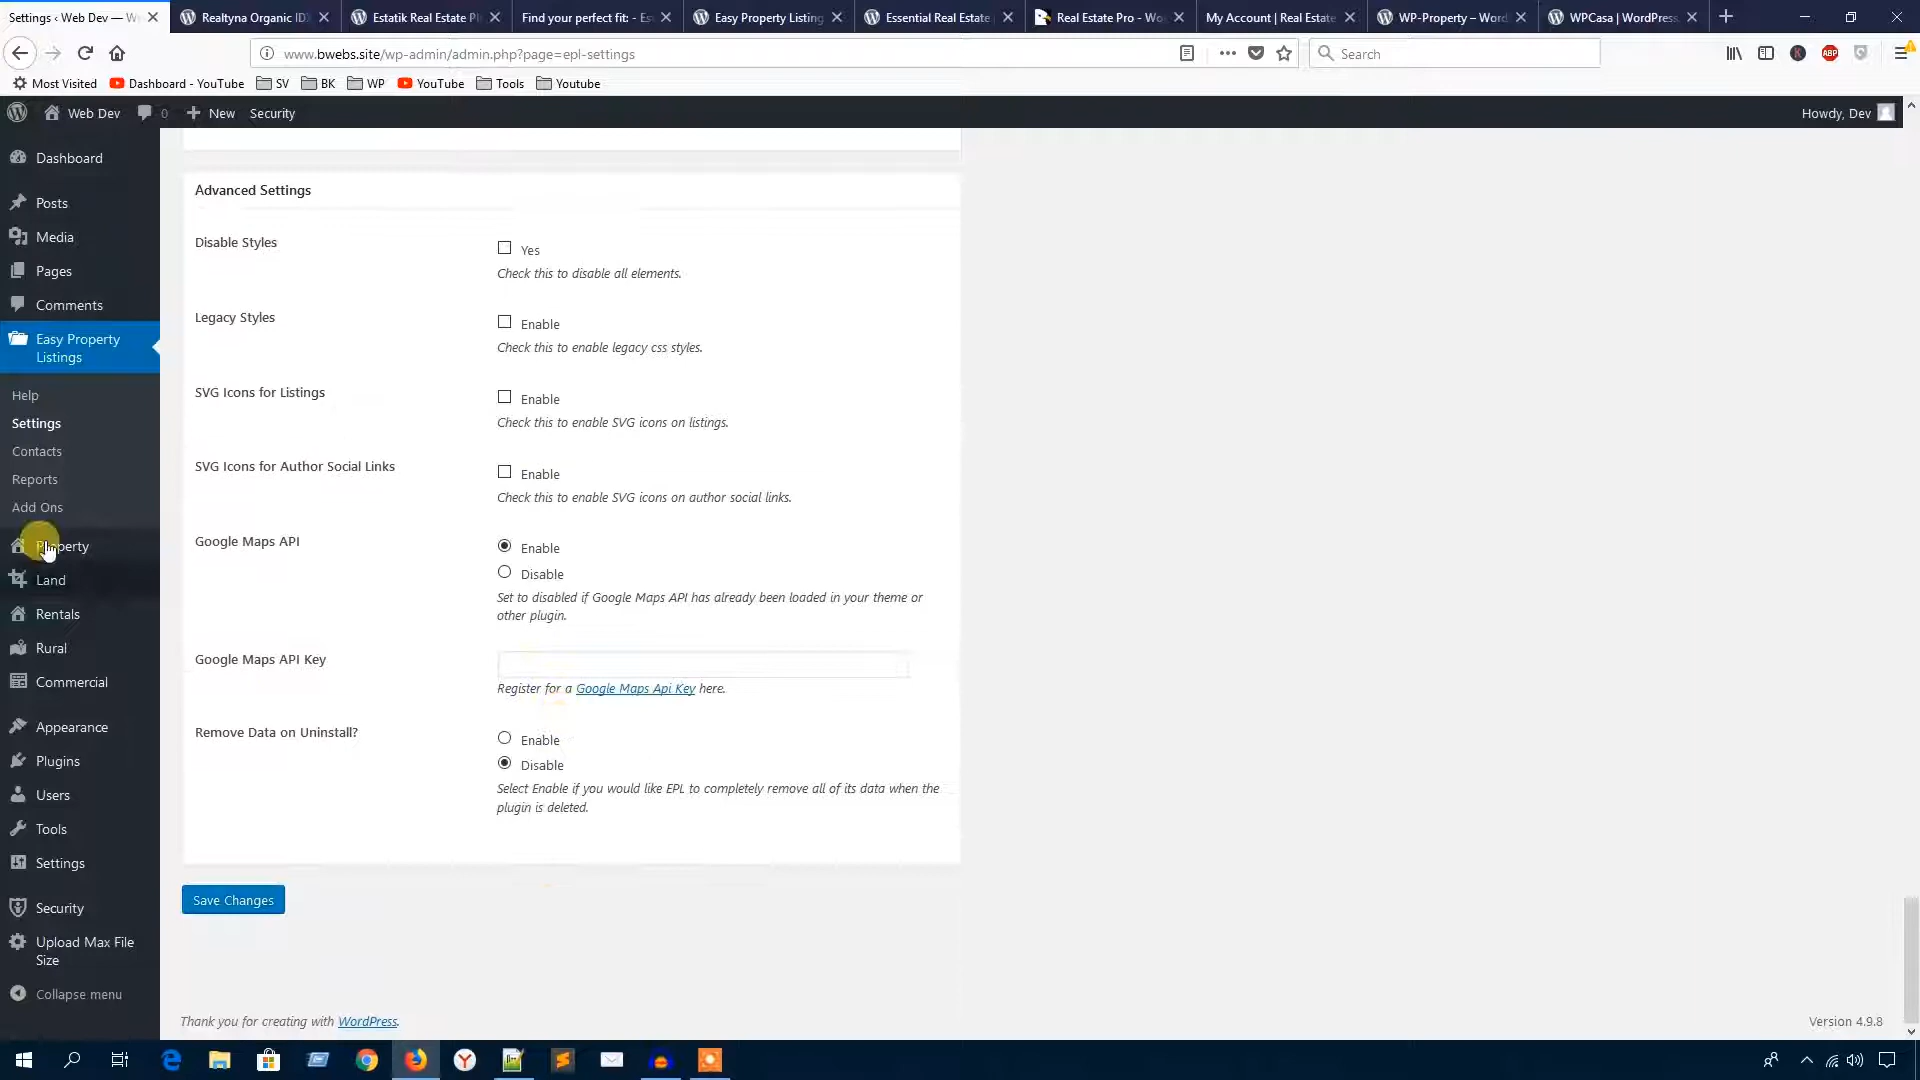 Settings ‹ Web Dev — W
Realtyna Organic ID
Estatik Real Estate Pl
Find your perfect fit: - Es
Easy Property Listing
Essential Real Estate
Real Estate Pro - Wo
My Account | Real Estate
WP-Property – Word
WPCasa | WordPress
www.bwebs.site/wp-admin/admin.php?page=epl-settings
Search
ABP
Most Visited
Dashboard - YouTube
SV
BK
WP
YouTube
Tools
Youtube
Web Dev
0
New
Security
Howdy, Dev
Dashboard
Posts
Media
Pages
Comments
Easy Property
Listings
Help
Settings
Contacts
Reports
Add Ons
Property
Land
Rentals
Rural
Commercial
Appearance
Plugins
Users
Tools
Settings
Security
Upload Max File
Size
Collapse menu
Advanced Settings
Disable Styles
Yes
Check this to disable all elements.
Legacy Styles
Enable
Check this to enable legacy css styles.
SVG Icons for Listings
Enable
Check this to enable SVG icons on listings.
SVG Icons for Author Social Links
Enable
Check this to enable SVG icons on author social links.
Google Maps API
Enable
Disable
Set to disabled if Google Maps API has already been loaded in your theme or
other plugin.
Google Maps API Key
Register for a Google Maps Api Key here.
Remove Data on Uninstall?
Enable
Disable
Select Enable if you would like EPL to completely remove all of its data when the
plugin is deleted.
Save Changes
Thank you for creating with WordPress.
Version 4.9.8